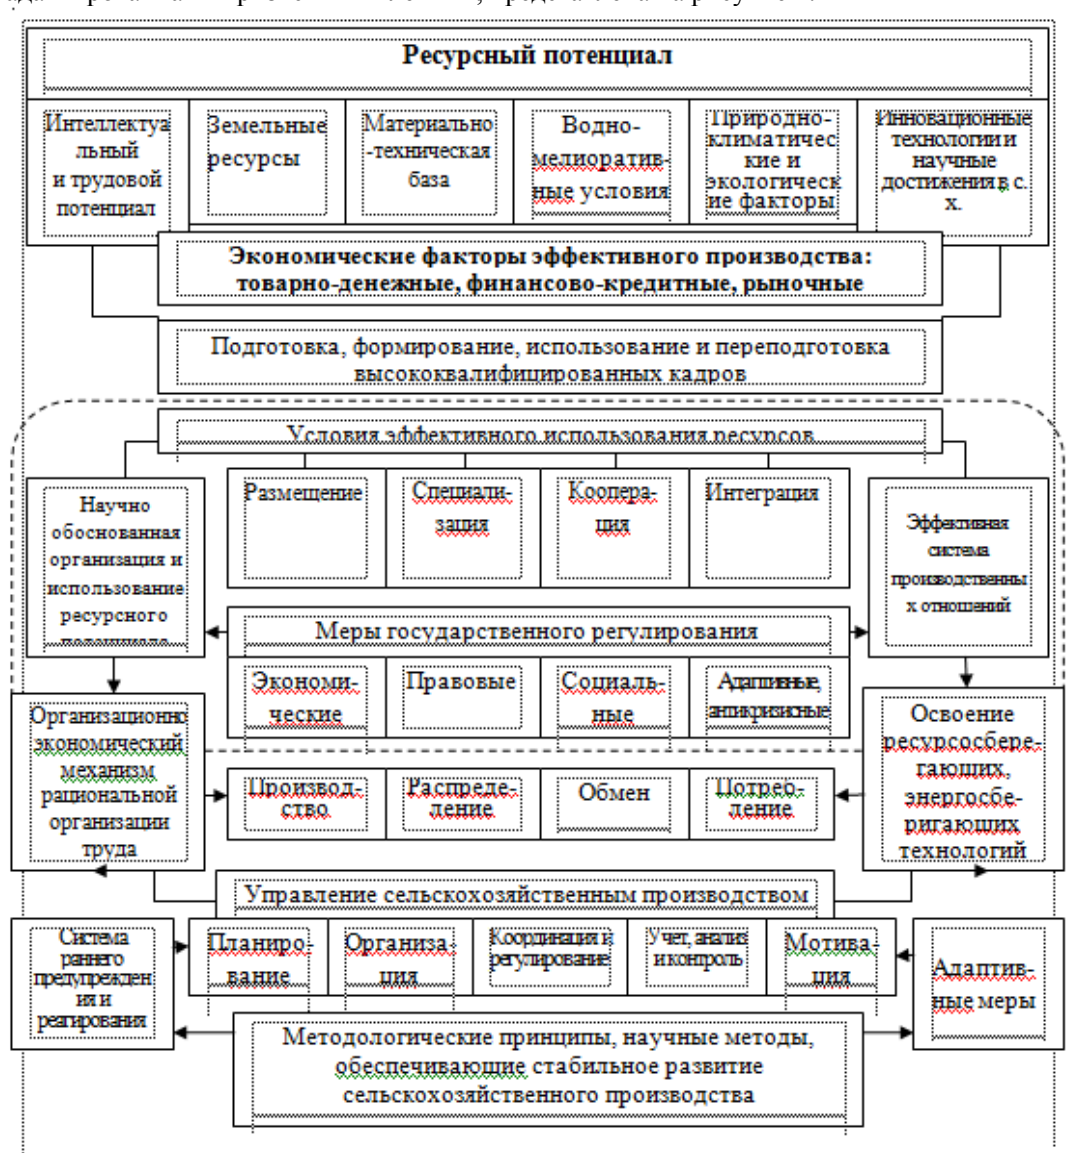 Ресурсный потенциал
Интеллектуа
льный
и трудовой
потенциал
Земельные
ресурсы
Материально
-техническая
база
Водно-
мелиоратив-
ные условия
Природно-
климатичес
кие и
экологическ
ие факторы
Инновационные
технологии и
научные
достижения в с.
х.
Экономические факторы эффективного производства:
товарно-денежные, финансово-кредитные, рыночные
Подготовка, формирование, использование и переподготовка
высококвалифицированных кадров
Условия эффективного использования ресурсов
Научно
обоснованная
организация и
использование
ресурсного
потенциала
Размещение
Специали-
зация
Коопера-
ция
Интеграция
Эффективная
система
производственны
х отношений
Меры государственного регулирования
Экономи-
ческие
Правовые
Социаль-
ные
Адаптивные,
антикризисные
Организационно
экономический
механизм
рациональной
организации
труда
Производ-
ство
Распреде-
ление
Обмен
Потреб-
ление
Освоение
ресурсосбере-
гающих,
энергосбе-
ригающих
технологий
Управление сельскохозяйственным производством
Система
раннего
предупрежден
ия и
реагирования
Планиро-
вание
Организа-
ция
Координация и
регулирование
Учет, анализ
и контроль
Мотива-
ция
Адаптив-
ные меры
Методологические принципы, научные методы,
обеспечивающие стабильное развитие
сельскохозяйственного производства